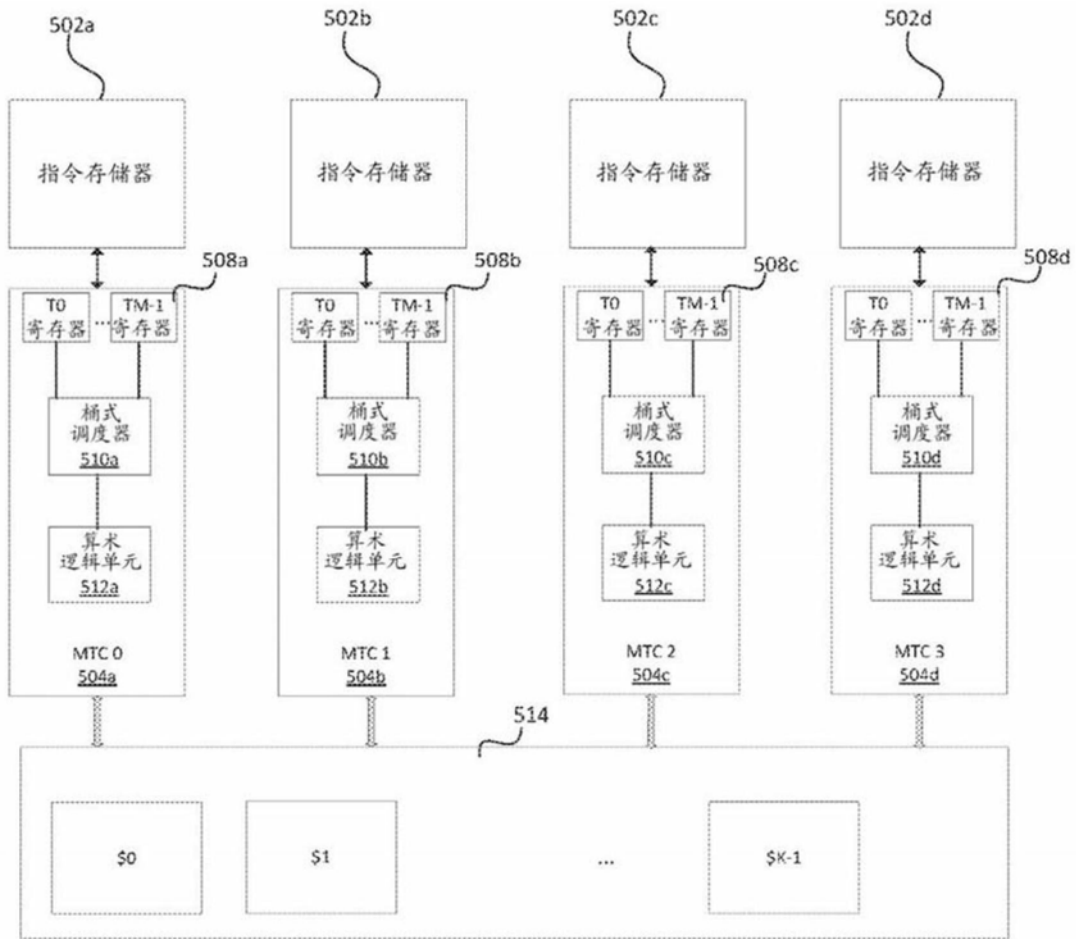 502a
502b
502c
502d
指令存储器
指令存储器
指令存储器
指令存储器
508a
508b
508c
508d
T0
寄存器
...
TM-1
寄存器
T0
寄存器
...
TM-1
寄存器
T0
寄存器
...
TM-1
寄存器
T0
寄存器
...
TM-1
寄存器
桶式
调度器
510a
桶式
调度器
510b
桶式
调度器
510c
桶式
调度器
510d
算术
逻辑单元
512a
算术
逻辑单元
512b
算术
逻辑单元
512c
算术
逻辑单元
512d
MTC 0
504a
MTC 1
504b
MTC 2
504c
MTC 3
504d
514
$0
$1
...
$K-1